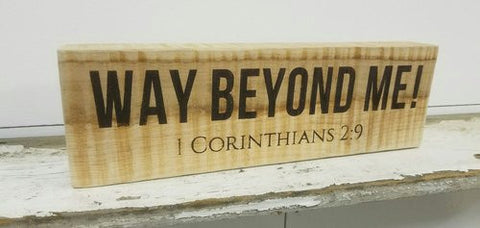 WAY BEYOND ME!
1 CORINTHIANS 2:9